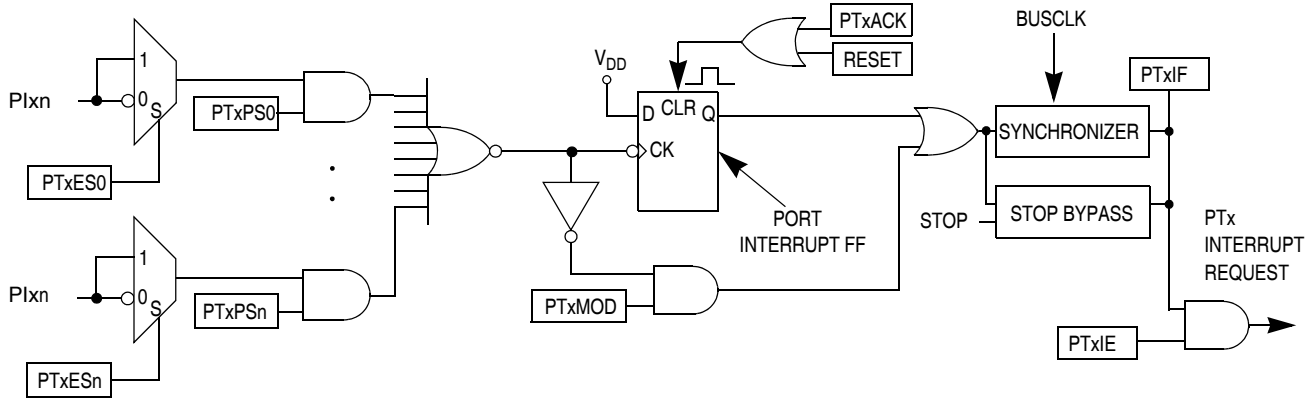 PTxACK
RESET
BUSCLK
PTxIF
VDD
PIxn
1
0
S
PTxPS0
PTxES0
D
CLR
Q
CK
SYNCHRONIZER
STOP
STOP BYPASS
PORT
INTERRUPT FF
PTx
INTERRUPT
REQUEST
PIxn
1
0
S
PTxPSn
PTxESn
PTxMOD
PTxIE